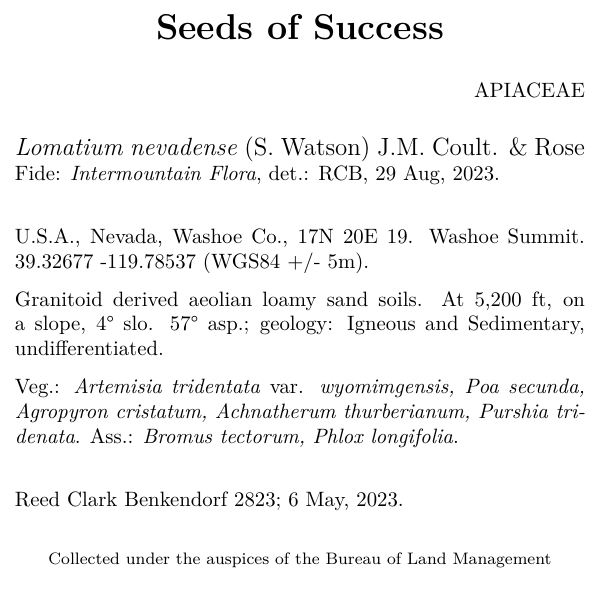 Seeds of Success
APIACEAE
Lomatium nevadense (S. Watson) J.M. Coult. & Rose
Fide: Intermountain Flora, det.: RCB, 29 Aug, 2023.
U.S.A., Nevada, Washoe Co., 17N 20E 19. Washoe Summit.
39.32677 -119.78537 (WGS84 +/- 5m).
Granitoid derived aeolian loamy sand soils. At 5,200 ft, on
a slope, 4° slo. 57° asp.; geology: Igneous and Sedimentary,
undifferentiated.
Veg.: Artemisia tridentata var. wyomimgensis, Poa secunda,
Agropyron cristatum, Achnatherum thurberianum, Purshia tri-
denata. Ass.: Bromus tectorum, Phlox longifolia.
Reed Clark Benkendorf 2823; 6 May, 2023.
Collected under the auspices of the Bureau of Land Management